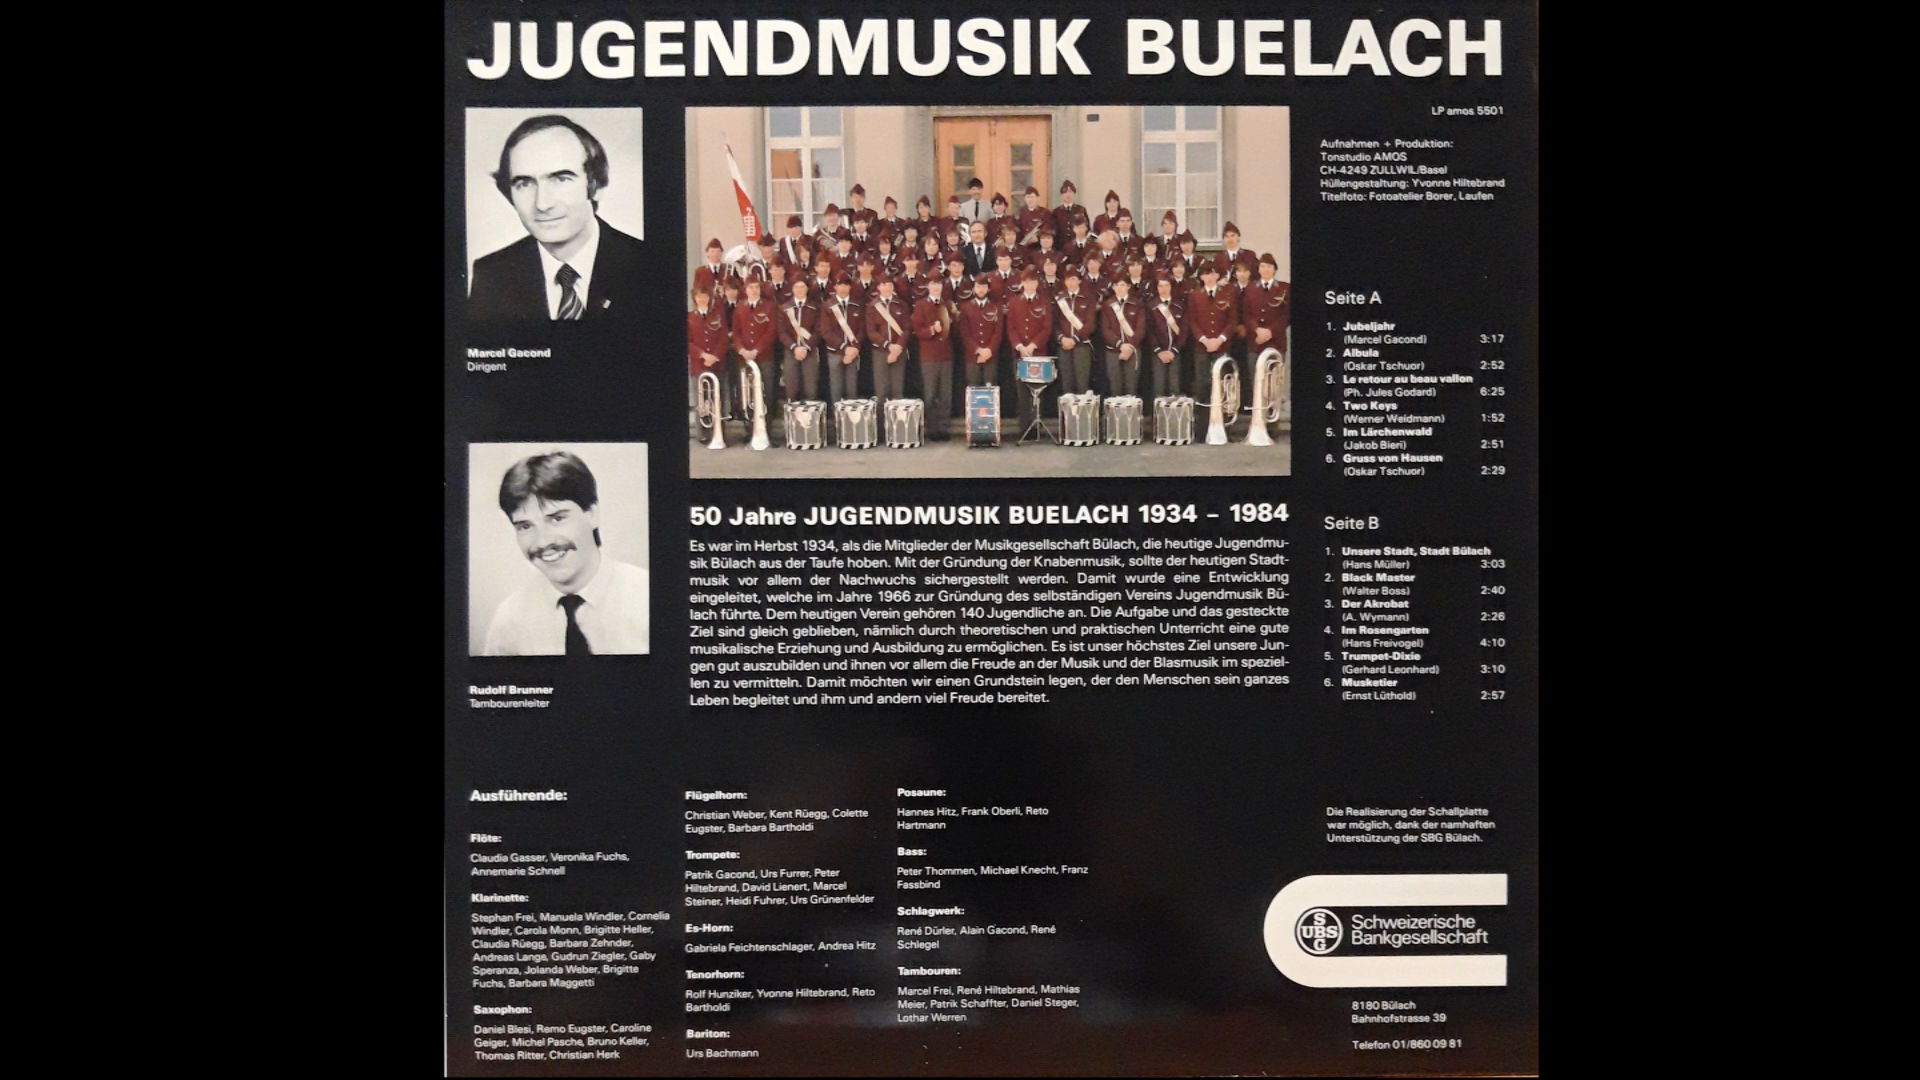 JUGENDMUSIK BUELACH
Marcel Gacond
Dirigent
Rudolf Brunner
Tambourenleiter
50 Jahre JUGENDMUSIK BUELACH 1934 – 1984
Es war im Herbst 1934, als die Mitglieder der Musikgesellschaft Bülach, die heutige Jugendmu-
sik Bülach aus der Taufe hoben. Mit der Gründung der Knabenmusik, sollte der heutigen Stadt-
musik vor allem der Nachwuchs sichergestellt werden. Damit wurde eine Entwicklung
eingeleitet, welche im Jahre 1966 zur Gründung des selbständigen Vereins Jugendmusik Bü-
lach führte. Dem heutigen Verein gehören 140 Jugendliche an. Die Aufgabe und das gesteckte
Ziel sind gleich geblieben, nämlich durch theoretischen und praktischen Unterricht eine gute
musikalische Erziehung und Ausbildung zu ermöglichen. Es ist unser höchstes Ziel unsere Jun-
gen gut auszubilden und ihnen vor allem die Freude an der Musik und der Blasmusik im speziel-
len zu vermitteln. Damit möchten wir einen Grundstein legen, der den Menschen sein ganzes
Leben begleitet und ihm und andern viel Freude bereitet.
LP amos 5501
Aufnahmen + Produktion:
Tonstudio AMOS
CH-4249 ZULLWIL/Basel
Hüllengestaltung: Yvonne Hiltebrand
Titelfoto: Fotoatelier Borer, Laufen
Seite A
1. Jubeljahr
(Marcel Gacond) 3:17
2. Albula
(Oskar Tschuor) 2:52
3. Le retour au beau vallon
(Ph. Jules Godard) 6:25
4. Two Keys
(Werner Weidmann) 1:52
5. Im Lärchenwald
(Jakob Bieri) 2:51
6. Gruss von Hausen
(Oskar Tschuor) 2:29
Seite B
1. Unsere Stadt, Stadt Bülach
(Hans Müller) 3:03
2. Black Master
(Walter Boss) 2:40
3. Der Akrobat
(A. Wymann) 2:26
4. Im Rosengarten
(Hans Freivogel) 4:10
5. Trumpet-Dixie
(Gerhard Leonhard) 3:10
6. Musketier
(Ernst Lüthold) 2:57
Ausführende:
Flöte:
Claudia Gasser, Veronika Fuchs,
Annemarie Schnell
Klarinette:
Stephan Frei, Manuela Windler, Cornelia
Windler, Carola Monn, Brigitte Heller,
Claudia Rüegg, Barbara Zehnder,
Andreas Lange, Gudrun Ziegler, Gaby
Speranza, Jolanda Weber, Brigitte
Fuchs, Barbara Maggetti
Saxophon:
Daniel Blesi, Remo Eugster, Caroline
Geiger, Michel Pasche, Bruno Keller,
Thomas Ritter, Christian Herk
Flügelhorn:
Christian Weber, Kent Rüegg, Colette
Eugster, Barbara Bartholdi
Trompete:
Patrik Gacond, Urs Furrer, Peter
Hiltebrand, David Lienert, Marcel
Steiner, Heidi Fuhrer, Urs Grünenfelder
Es-Horn:
Gabriela Feichtenschlager, Andrea Hitz
Tenorhorn:
Rolf Hunziker, Yvonne Hiltebrand, Reto
Bartholdi
Bariton:
Urs Bachmann
Posaune:
Hannes Hitz, Frank Oberli, Reto
Hartmann
Bass:
Peter Thommen, Michael Knecht, Franz
Fassbind
Schlagwerk:
René Dürler, Alain Gacond, René
Schlegel
Tambouren:
Marcel Frei, René Hiltebrand, Mathias
Meier, Patrik Schaffter, Daniel Steger,
Lothar Werren
Die Realisierung der Schallplatte
war möglich, dank der namhaften
Unterstützung der SBG Bülach.
S
UBS
G
Schweizerische
Bankgesellschaft
8180 Bülach
Bahnhofstrasse 39
Telefon 01/860 09 81